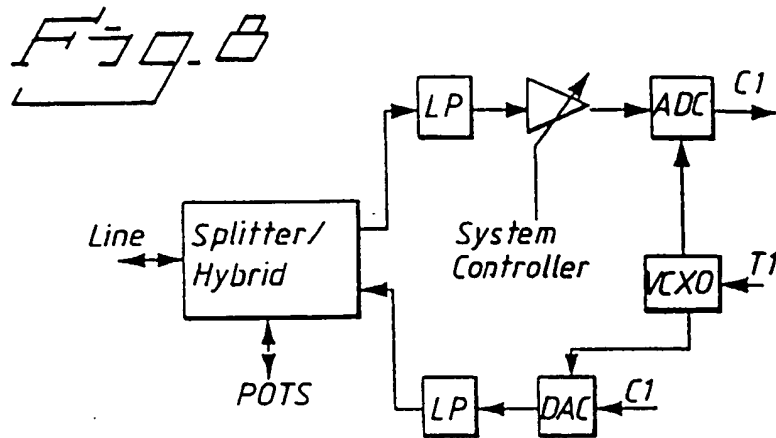 Fig. 8
LP
ADC
C1
Line
Splitter/
Hybrid
System
Controller
VCXO
T1
POTS
LP
DAC
C1